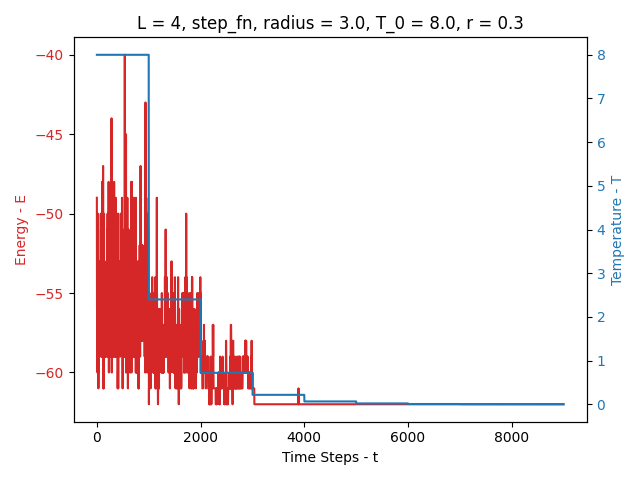 L = 4, step_fn, radius = 3.0, T_0 = 8.0, r = 0.3
−40
−45
−50
−55
−60
Energy - E
8
7
6
5
4
3
2
1
0
Temperature - T
0 2000 4000 6000 8000
Time Steps - t